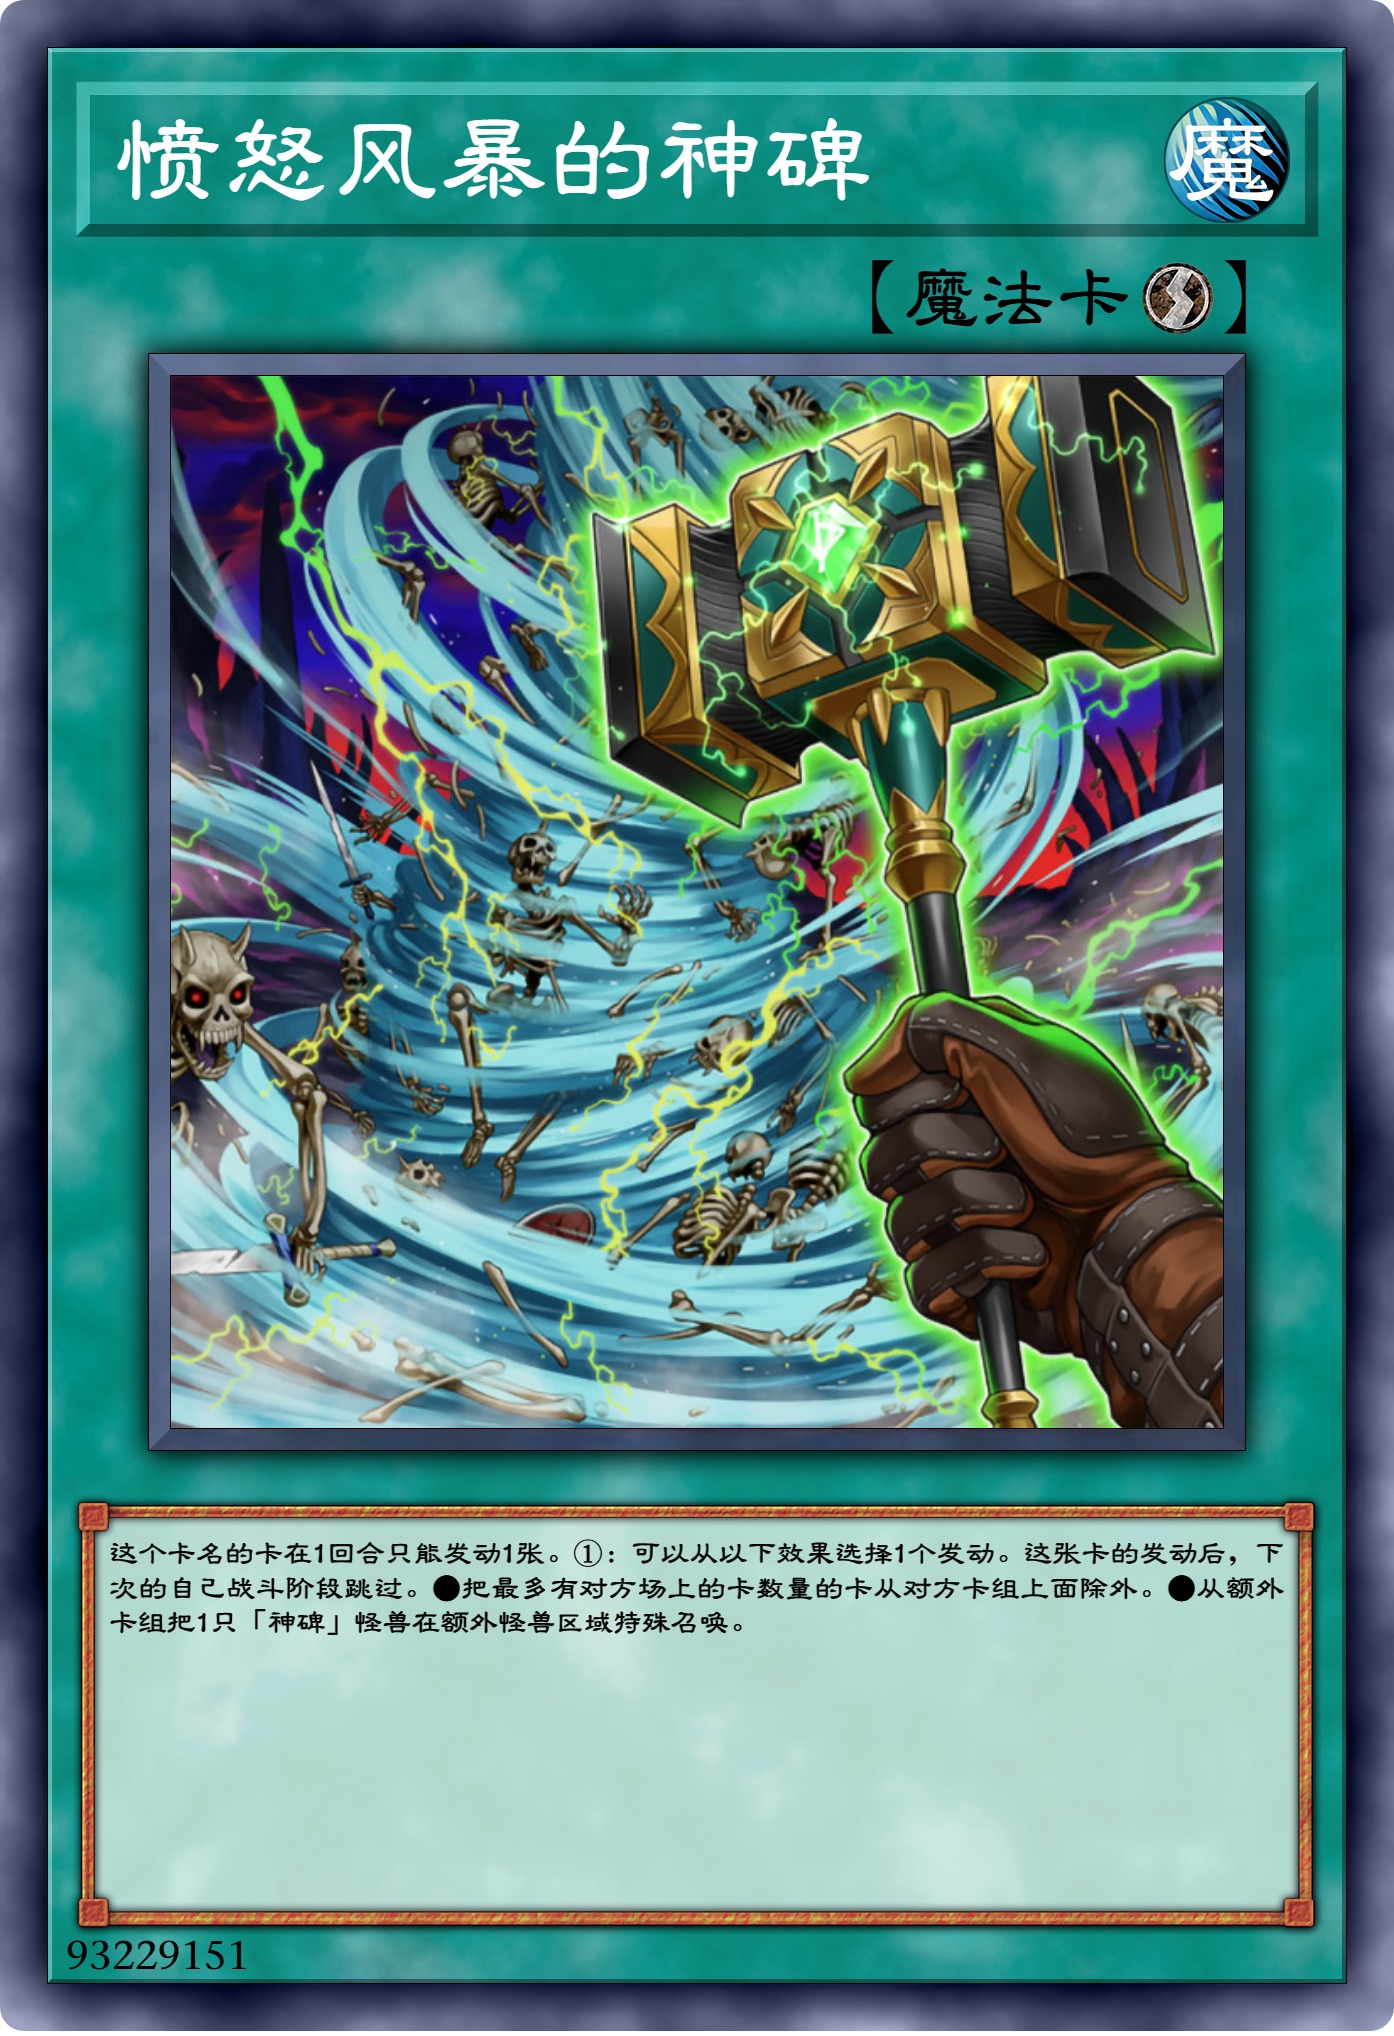 愤怒风暴的神碑
魔
【魔法卡】
这个卡名的卡在1回合只能发动1张。①：可以从以下效果选择1个发动。这张卡的发动后，下
次的自己战斗阶段跳过。●把最多有对方场上的卡数量的卡从对方卡组上面除外。●从额外
卡组把1只「神碑」怪兽在额外怪兽区域特殊召唤。
93229151